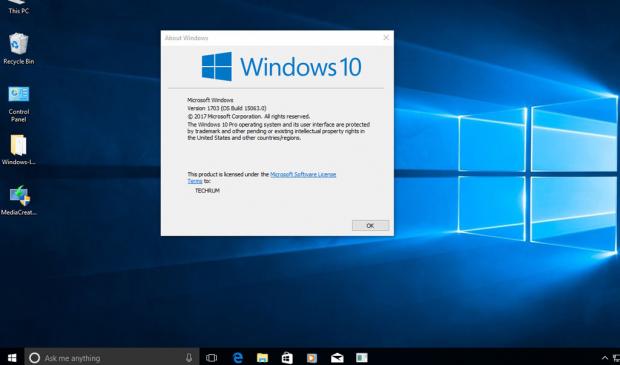 This PC
Recycle Bin
Control
Panel
Windows-I...
MediaCreat...
About Windows
Windows 10
Microsoft Windows
Version 1703 (OS Build 15063.0)
© 2017 Microsoft Corporation. All rights reserved.
The Windows 10 Pro operating system and its user interface are protected
by trademark and other pending or existing intellectual property rights in
the United States and other countries/regions.
This product is licensed under the Microsoft Software License
Terms to:
TECHRUM
OK
Ask me anything